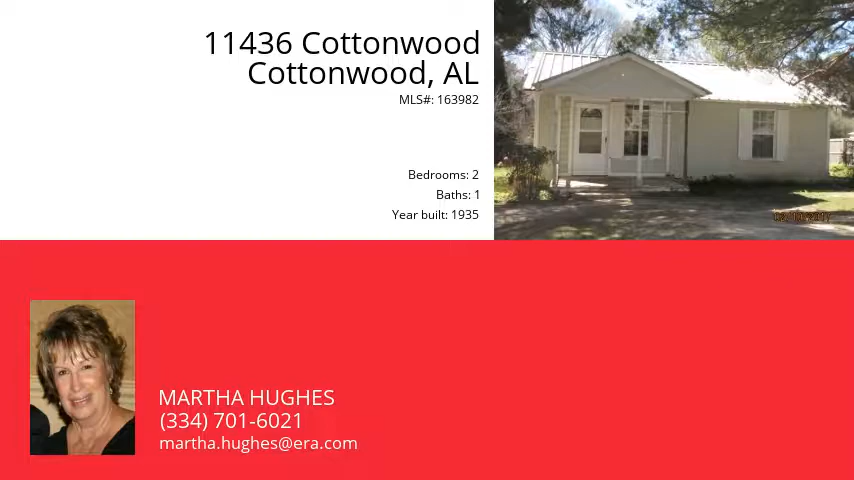 11436 Cottonwood
Cottonwood, AL
MLS#: 163982
Bedrooms: 2
Baths: 1
Year built: 1935
MARTHA HUGHES
(334) 701-6021
martha.hughes@era.com